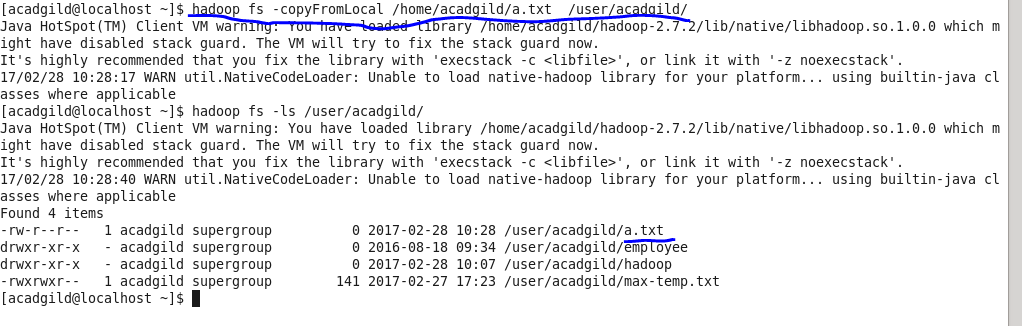 [acadgild@localhost ~]$ hadoop fs -copyFromLocal /home/acadgild/a.txt  /user/acadgild/
Java HotSpot(TM) Client VM warning: You have loaded library /home/acadgild/hadoop-2.7.2/lib/native/libhadoop.so.1.0.0 which m
ight have disabled stack guard. The VM will try to fix the stack guard now.
It's highly recommended that you fix the library with 'execstack -c <libfile>', or link it with '-z noexecstack'.
17/02/28 10:28:17 WARN util.NativeCodeLoader: Unable to load native-hadoop library for your platform... using builtin-java cl
asses where applicable
[acadgild@localhost ~]$ hadoop fs -ls /user/acadgild/
Java HotSpot(TM) Client VM warning: You have loaded library /home/acadgild/hadoop-2.7.2/lib/native/libhadoop.so.1.0.0 which m
ight have disabled stack guard. The VM will try to fix the stack guard now.
It's highly recommended that you fix the library with 'execstack -c <libfile>', or link it with '-z noexecstack'.
17/02/28 10:28:40 WARN util.NativeCodeLoader: Unable to load native-hadoop library for your platform... using builtin-java cl
asses where applicable
Found 4 items
-rw-r--r--   1 acadgild supergroup          0 2017-02-28 10:28 /user/acadgild/a.txt
drwxr-xr-x   - acadgild supergroup          0 2016-08-18 09:34 /user/acadgild/employee
drwxr-xr-x   - acadgild supergroup          0 2017-02-28 10:07 /user/acadgild/hadoop
-rwxrwxr--   1 acadgild supergroup        141 2017-02-27 17:23 /user/acadgild/max-temp.txt
[acadgild@localhost ~]$